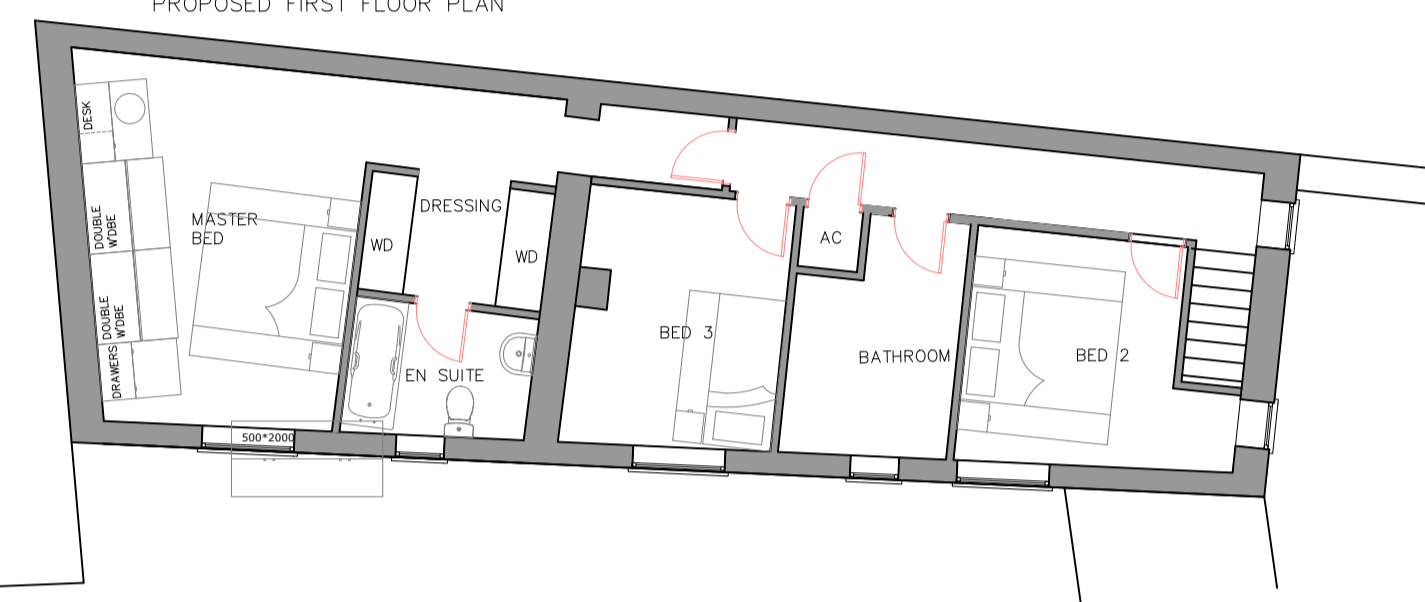 PROPOSED FIRST FLOOR PLAN
DESK
DOUBLE
W'DBE
DOUBLE
W'DBE
DRAWERS
MASTER
BED
WD
DRESSING
WD
EN SUITE
500*2000
BED 3
AC
BATHROOM
BED 2